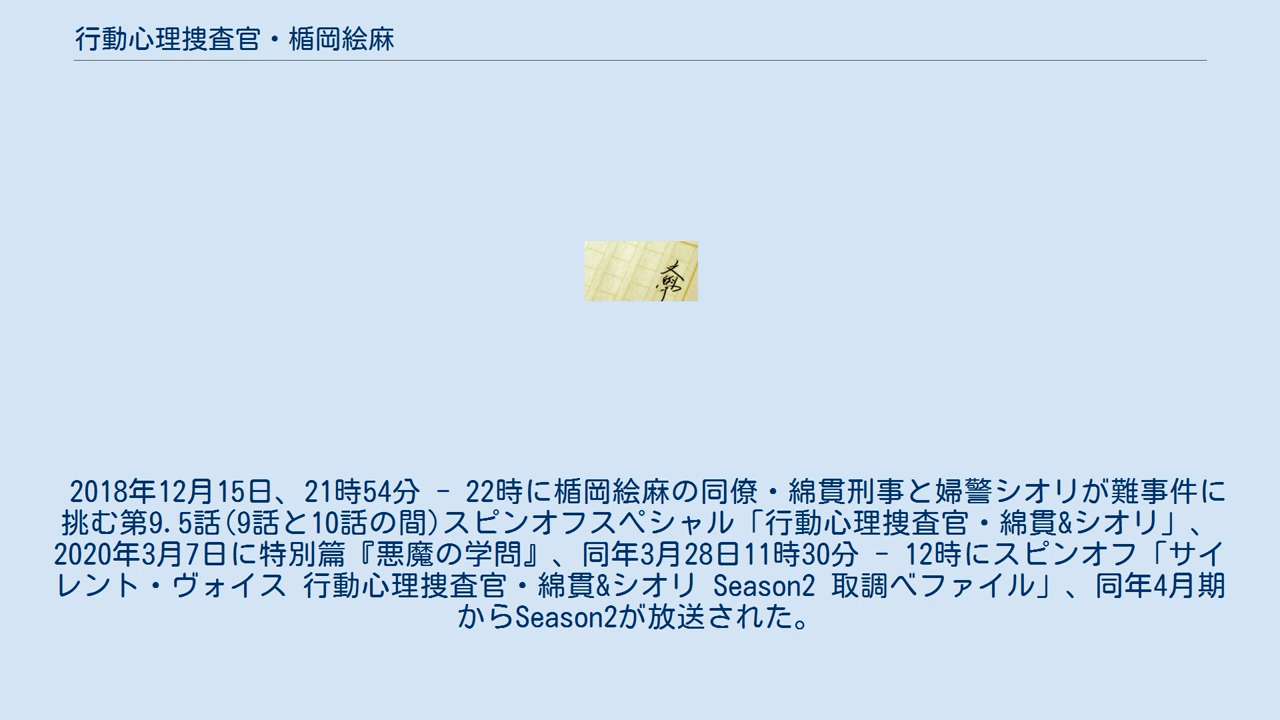 行動心理捜査官・楯岡絵麻
2018年12月15日、21時54分 - 22時に楯岡絵麻の同僚・綿貫刑事と婦警シオリが難事件に
挑む第9.5話(9話と10話の間)スピンオフスペシャル「行動心理捜査官・綿貫&シオリ」、
2020年3月7日に特別篇『悪魔の学問』、同年3月28日11時30分 - 12時にスピンオフ「サイ
レント・ヴォイス 行動心理捜査官・綿貫&シオリ Season2 取調べファイル」、同年4月期
からSeason2が放送された。